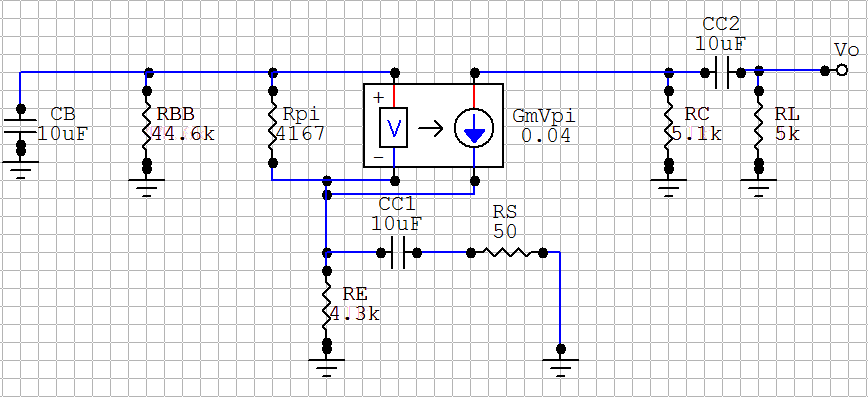 CC2
10uF
Vo
CB
10uF
RBB
44.6k
Rpi
4167
+
V
−
GmVpi
0.04
RC
5.1k
RL
5k
CC1
10uF
RS
50
RE
4.3k